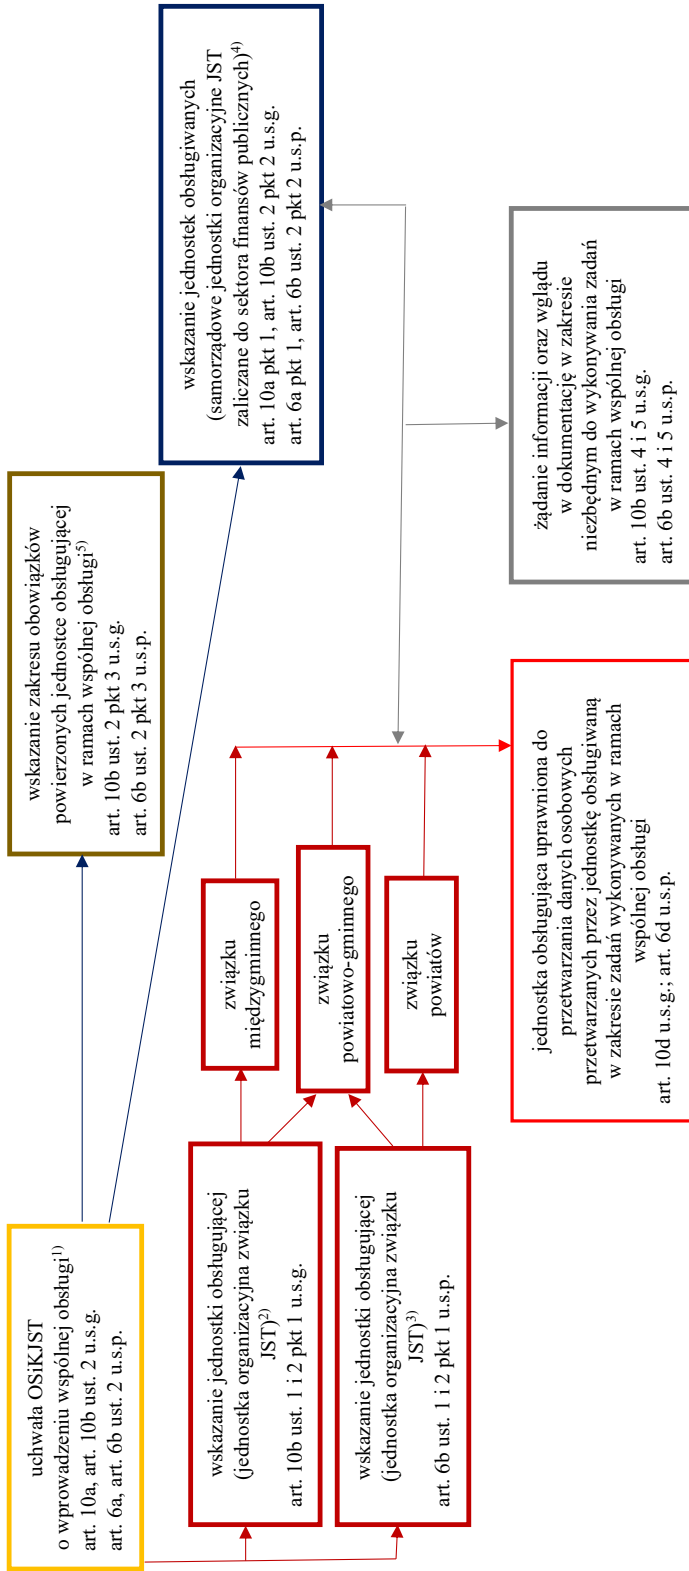 uchwała OSiKJST
o wprowadzeniu wspólnej obsługi¹⁾
art. 10a, art. 10b ust. 2 u.s.g.
art. 6a, art. 6b ust. 2 u.s.p.
wskazanie zakresu obowiązków
powierzonych jednostce obsługującej
w ramach wspólnej obsługi⁵⁾
art. 10b ust. 2 pkt 3 u.s.g.
art. 6b ust. 2 pkt 3 u.s.p.
wskazanie jednostek obsługiwanych
(samorządowe jednostki organizacyjne JST
zaliczane do sektora finansów publicznych)⁴⁾
art. 10a pkt 1, art. 10b ust. 2 pkt 2 u.s.g.
art. 6a pkt 1, art. 6b ust. 2 pkt 2 u.s.p.
wskazanie jednostki obsługującej
(jednostka organizacyjna związku
JST)²⁾
art. 10b ust. 1 i 2 pkt 1 u.s.g.
wskazanie jednostki obsługującej
(jednostka organizacyjna związku
JST)³⁾
art. 6b ust. 1 i 2 pkt 1 u.s.p.
związku
międzygminnego
związku
powiatowo-gminnego
związku
powiatów
jednostka obsługująca uprawniona do
przetwarzania danych osobowych
przetwarzanych przez jednostkę obsługiwaną
w zakresie zadań wykonywanych w ramach
wspólnej obsługi
art. 10d u.s.g.; art. 6d u.s.p.
żądanie informacji oraz wglądu
w dokumentację w zakresie
niezbędnym do wykonywania zadań
w ramach wspólnej obsługi
art. 10b ust. 4 i 5 u.s.g.
art. 6b ust. 4 i 5 u.s.p.